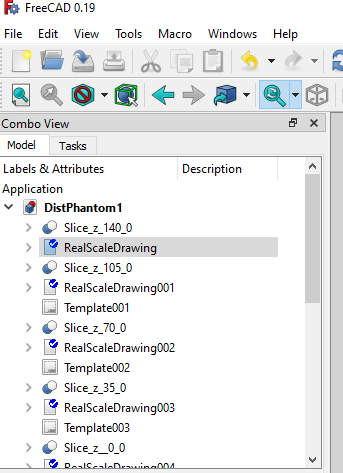 FreeCAD 0.19
File Edit View Tools Macro Windows Help
Combo View
Model Tasks
Labels & Attributes Description
Application
DistPhantom1
Slice_z_140_0
RealScaleDrawing
Slice_z_105_0
RealScaleDrawing001
Template001
Slice_z_70_0
RealScaleDrawing002
Template002
Slice_z_35_0
RealScaleDrawing003
Template003
Slice_z__0_0
RealScaleDrawing004